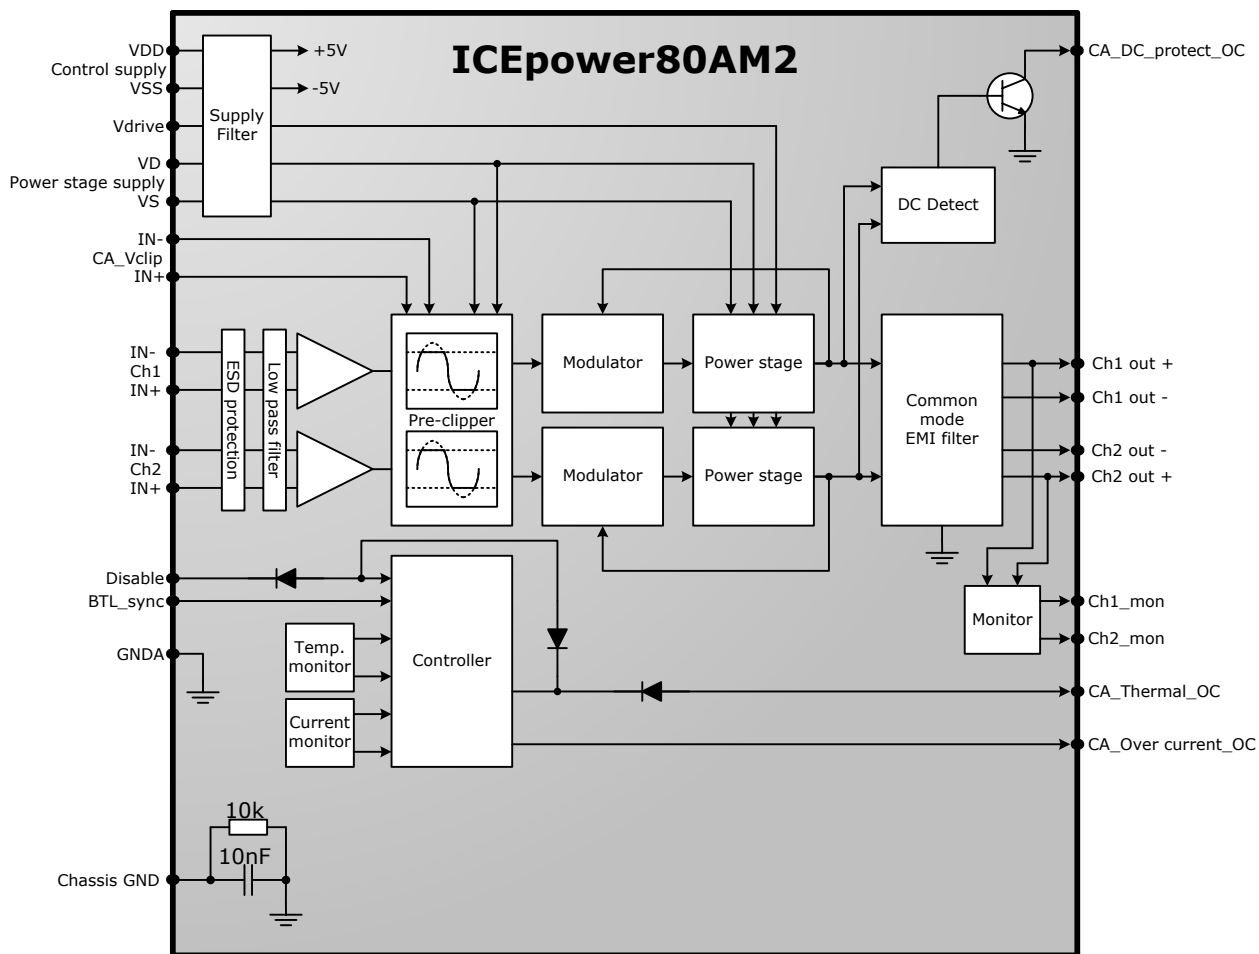 ICEpower80AM2
VDD
Control supply
VSS
Vdrive
VD
Power stage supply
VS
IN-
CA_Vclip
IN+
IN-
Ch1
IN+
IN-
Ch2
IN+
Disable
BTL_sync
GNDA
Chassis GND
+5V
-5V
Supply
Filter
ESD protection
Low pass filter
Pre-clipper
Modulator
Power stage
Modulator
Power stage
DC Detect
Common
mode
EMI filter
Temp.
monitor
Current
monitor
Controller
Monitor
10k
10nF
CA_DC_protect_OC
Ch1 out +
Ch1 out -
Ch2 out -
Ch2 out +
Ch1_mon
Ch2_mon
CA_Thermal_OC
CA_Over current_OC